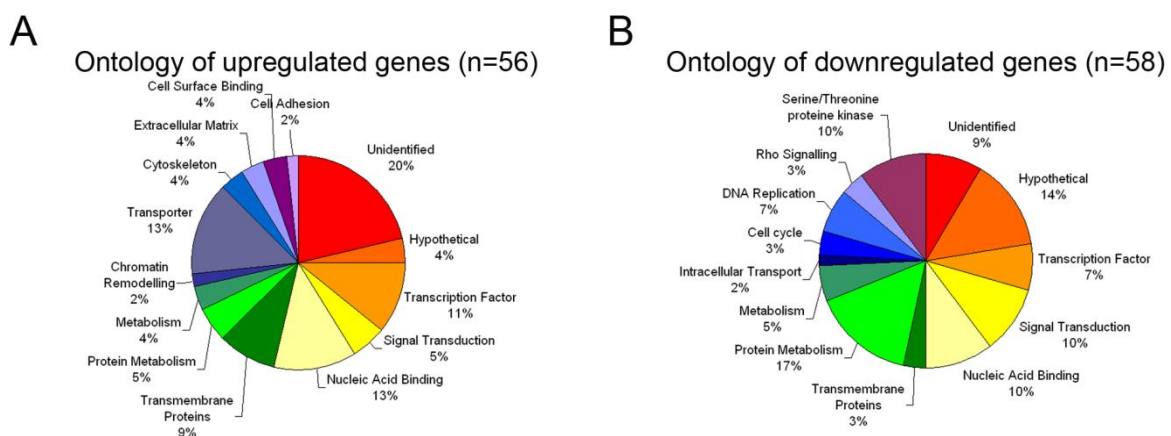 A
Ontology of upregulated genes (n=56)
Cell Surface Binding
4%
Cell Adhesion
2%
Extracellular Matrix
4%
Unidentified
20%
Cytoskeleton
4%
Transporter
13%
Hypothetical
4%
Chromatin
Remodelling
2%
Transcription Factor
11%
Metabolism
4%
Signal Transduction
5%
Protein Metabolism
5%
Nucleic Acid Binding
13%
Transmembrane
Proteins
9%
B
Ontology of downregulated genes (n=58)
Serine/Threonine
proteine kinase
10%
Unidentified
9%
Rho Signalling
3%
Hypothetical
14%
DNA Replication
7%
Cell cycle
3%
Transcription Factor
7%
Intracellular Transport
2%
Metabolism
5%
Signal Transduction
10%
Protein Metabolism
17%
Nucleic Acid Binding
10%
Transmembrane
Proteins
3%